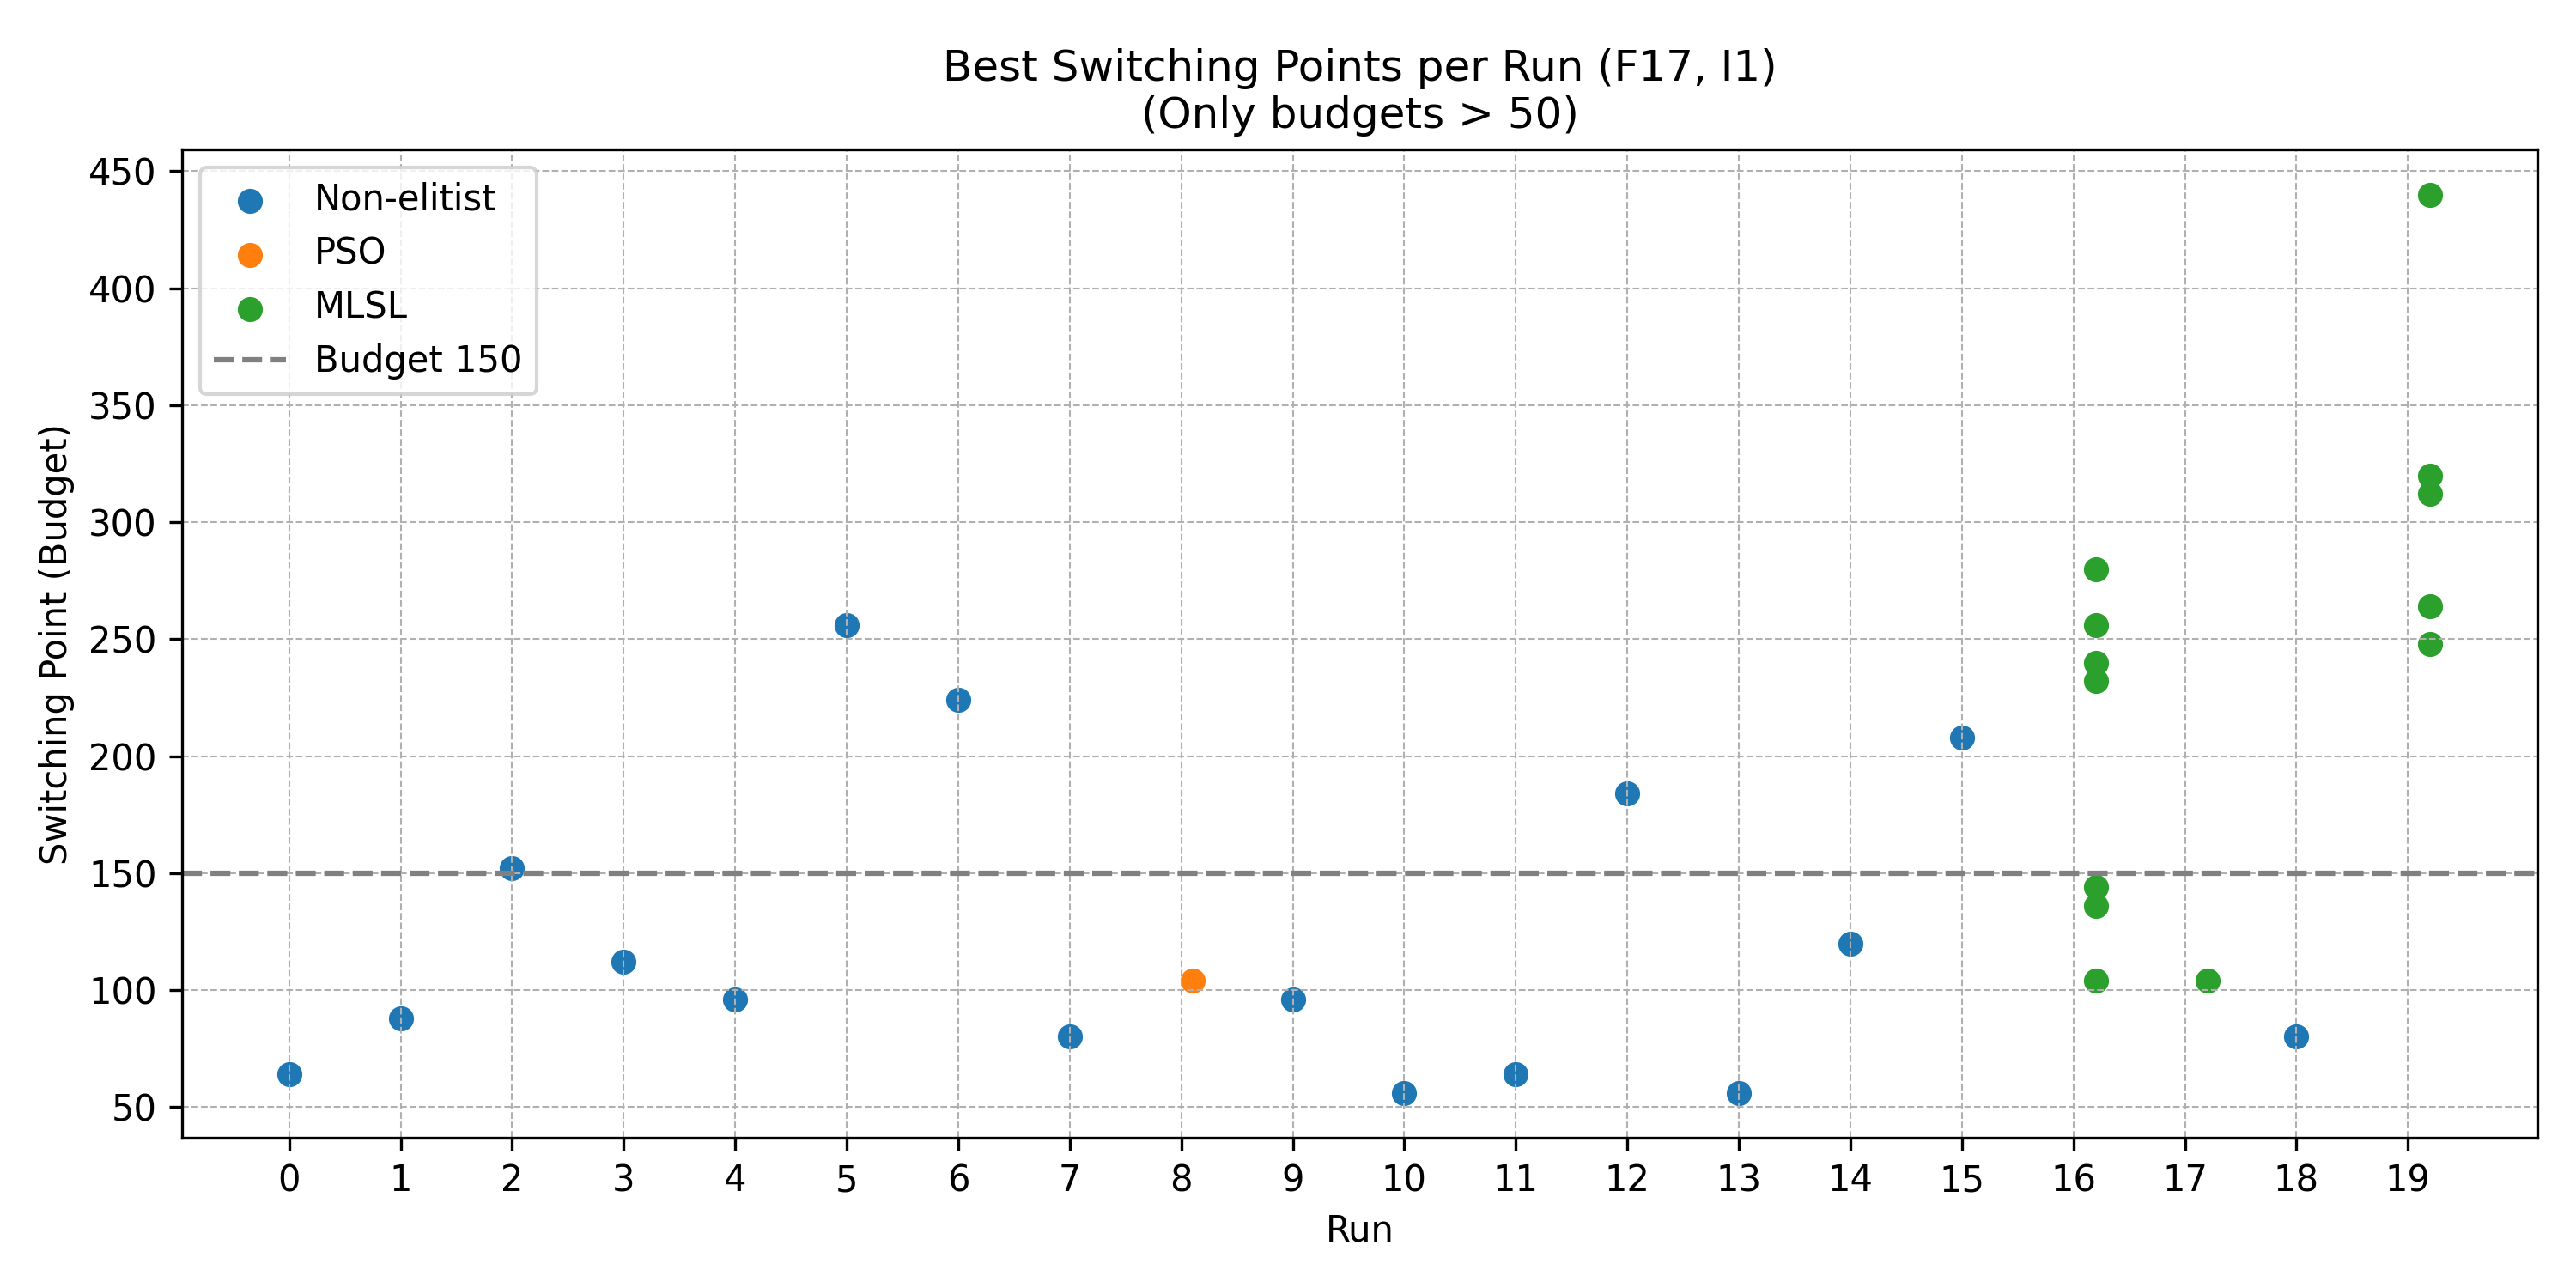 Best Switching Points per Run (F17, I1)
(Only budgets > 50)
Non-elitist
PSO
MLSL
Budget 150
Switching Point (Budget)
450
400
350
300
250
200
150
100
50
0 1 2 3 4 5 6 7 8 9 10 11 12 13 14 15 16 17 18 19
Run